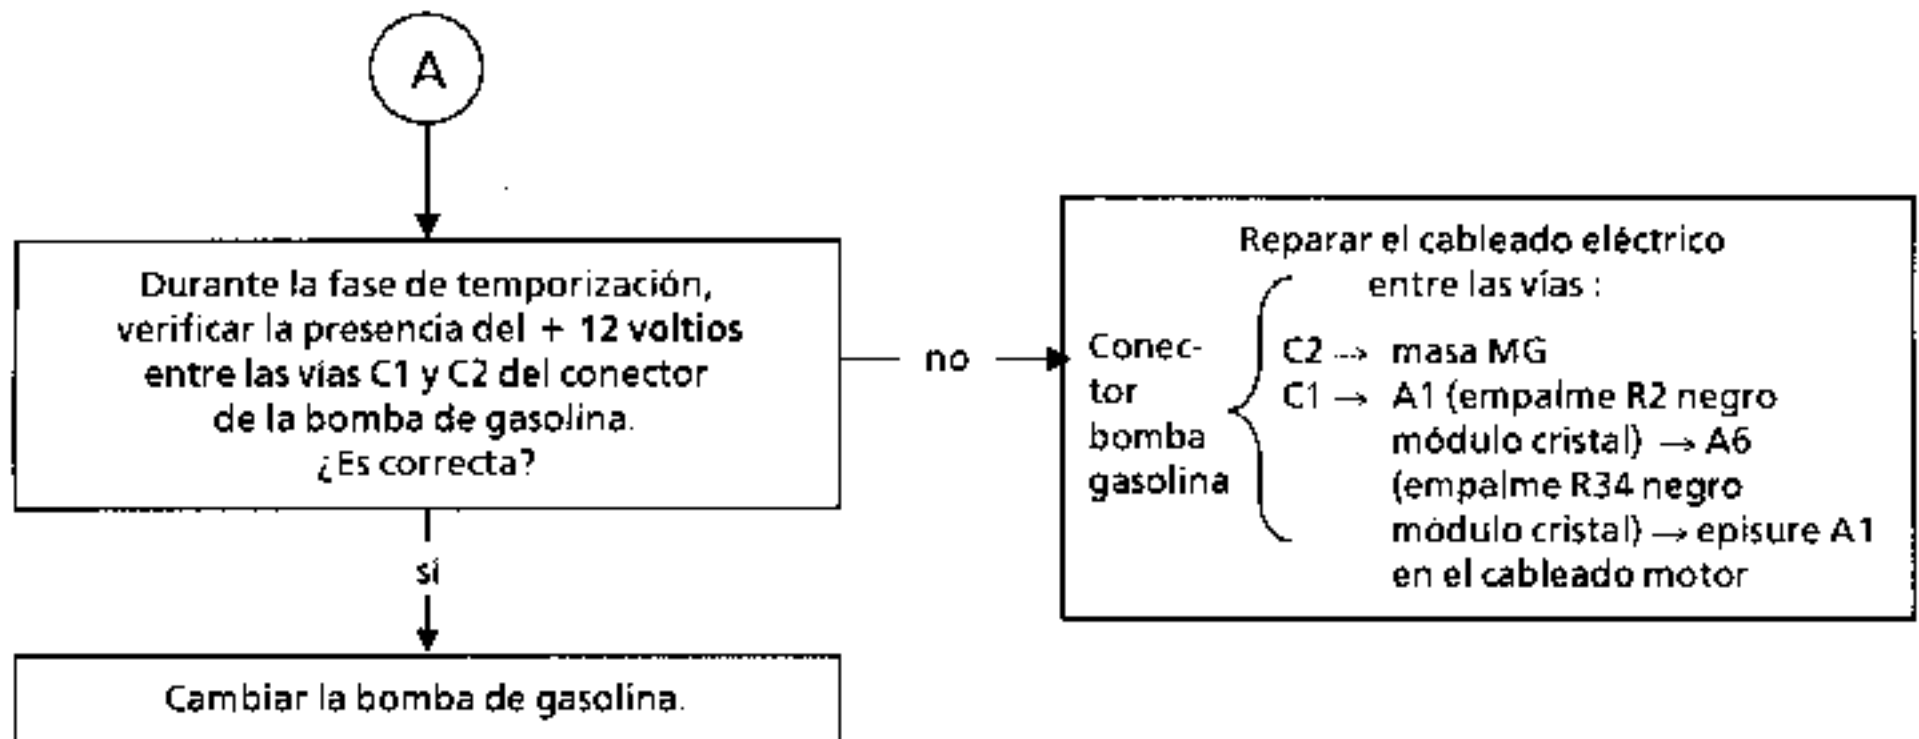 A
Durante la fase de temporización,
verificar la presencia del + 12 voltios
entre las vías C1 y C2 del conector
de la bomba de gasolina.
¿Es correcta?
no
Reparar el cableado eléctrico
entre las vías :
Conec-
tor
bomba
gasolina
C2 → masa MG
C1 → A1 (empalme R2 negro
módulo cristal) → A6
(empalme R34 negro
módulo cristal) → episure A1
en el cableado motor
sí
Cambiar la bomba de gasolina.